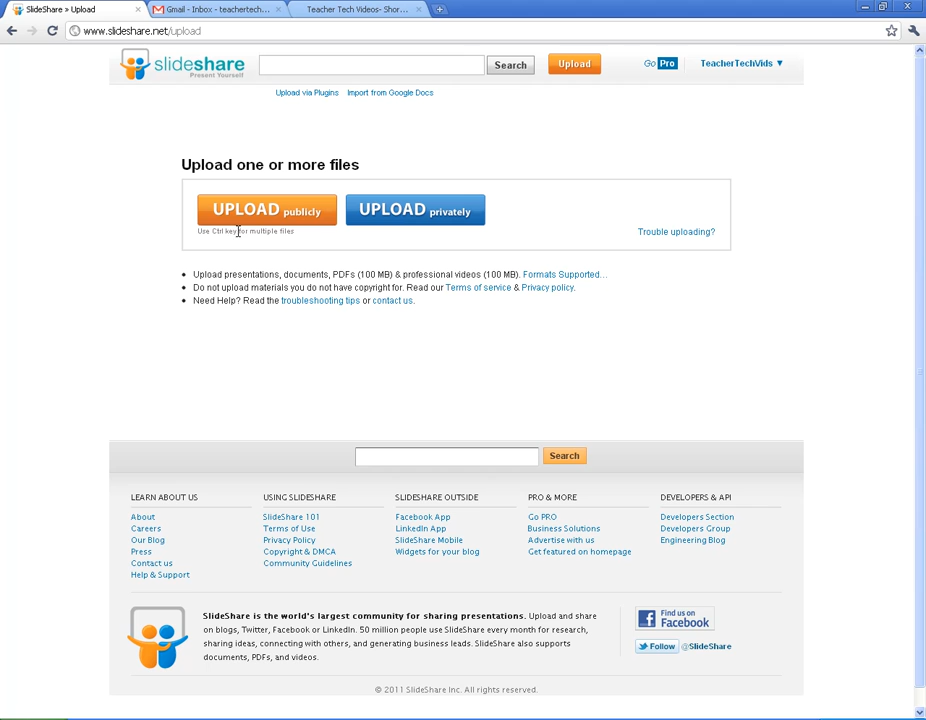 SlideShare » Upload
Gmail - Inbox - teachertech...
Teacher Tech Videos- Shor...
www.slideshare.net/upload
slideshare
Present Yourself
Search
Upload
Go Pro
TeacherTechVids ▼
Upload via Plugins
Import from Google Docs
Upload one or more files
UPLOAD publicly
UPLOAD privately
Use Ctrl key for multiple files
Trouble uploading?
• Upload presentations, documents, PDFs (100 MB) & professional videos (100 MB). Formats Supported...
• Do not upload materials you do not have copyright for. Read our Terms of service & Privacy policy.
• Need Help? Read the troubleshooting tips or contact us.
Search
LEARN ABOUT US
About
Careers
Our Blog
Press
Contact us
Help & Support
USING SLIDESHARE
SlideShare 101
Terms of Use
Privacy Policy
Copyright & DMCA
Community Guidelines
SLIDESHARE OUTSIDE
Facebook App
LinkedIn App
SlideShare Mobile
Widgets for your blog
PRO & MORE
Go PRO
Business Solutions
Advertise with us
Get featured on homepage
DEVELOPERS & API
Developers Section
Developers Group
Engineering Blog
SlideShare is the world's largest community for sharing presentations. Upload and share
on blogs, Twitter, Facebook or LinkedIn. 50 million people use SlideShare every month for research,
sharing ideas, connecting with others, and generating business leads. SlideShare also supports
documents, PDFs, and videos.
Find us on
Facebook
Follow @SlideShare
© 2011 SlideShare Inc. All rights reserved.